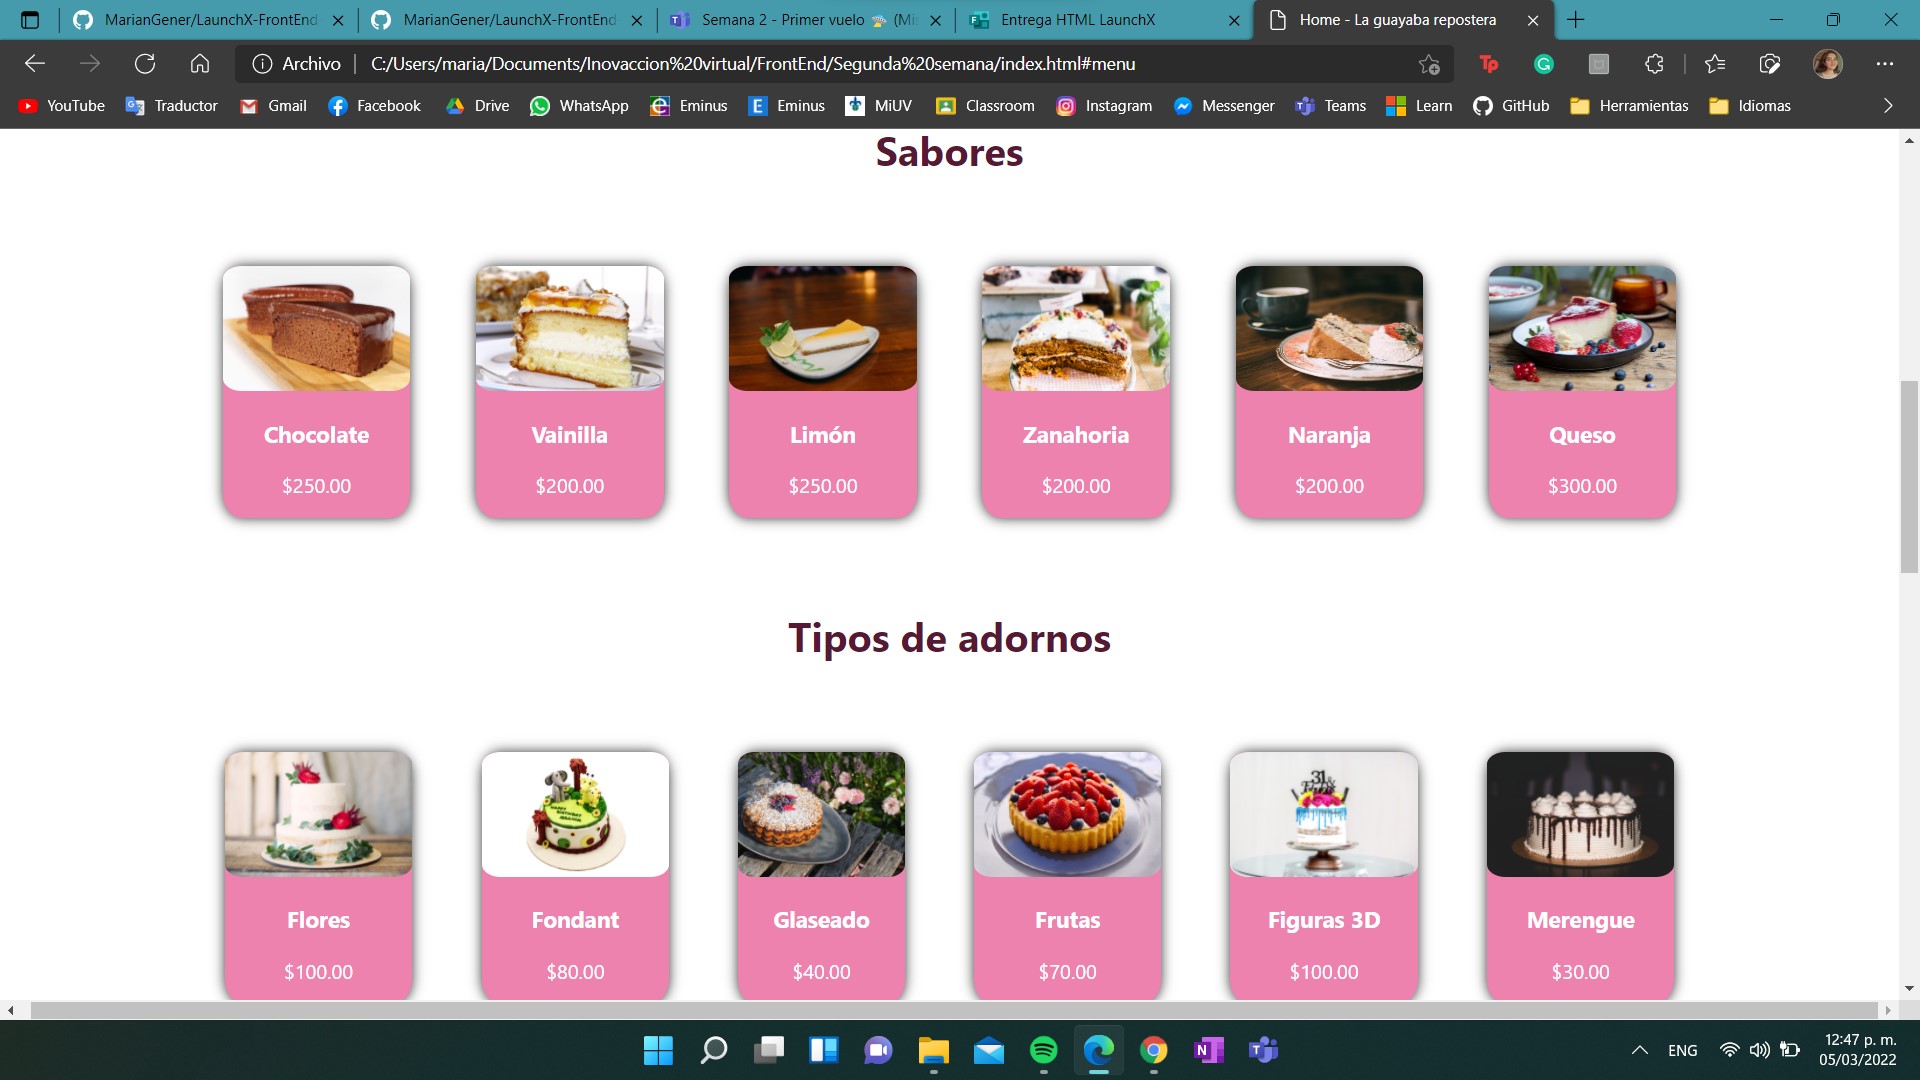 MarianGener/LaunchX-FrontEnd
MarianGener/LaunchX-FrontEnd
Semana 2 - Primer vuelo
Entrega HTML LaunchX
Home - La guayaba repostera
Archivo
C:/Users/maria/Documents/Inovaccion%20virtual/FrontEnd/Segunda%20semana/index.html#menu
YouTube Traductor Gmail Facebook Drive WhatsApp Eminus Eminus MiUV Classroom Instagram Messenger Teams Learn GitHub Herramientas Idiomas
Sabores
Chocolate Vainilla Limón Zanahoria Naranja Queso
$250.00 $200.00 $250.00 $200.00 $200.00 $300.00
Tipos de adornos
Flores Fondant Glaseado Frutas Figuras 3D Merengue
$100.00 $80.00 $40.00 $70.00 $100.00 $30.00
ENG
12:47 p. m.
05/03/2022